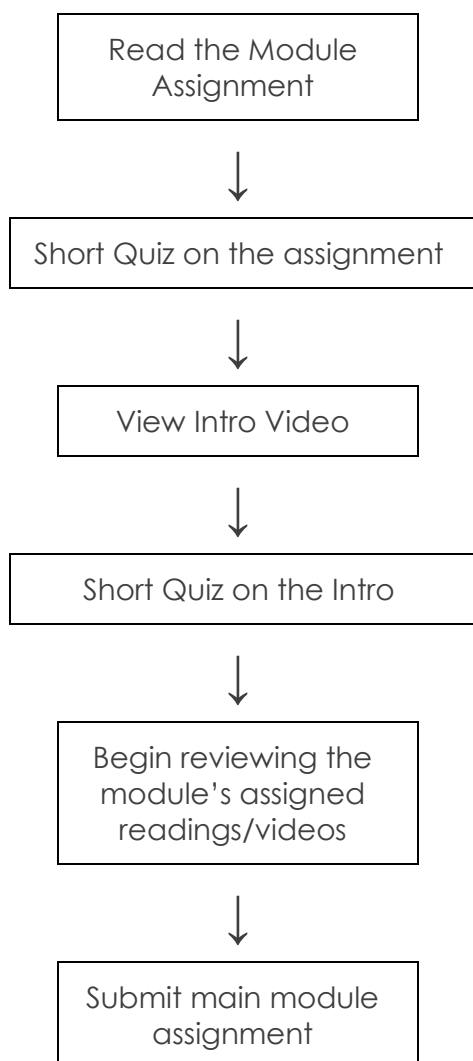 Read the Module
Assignment
Short Quiz on the assignment
View Intro Video
Short Quiz on the Intro
Begin reviewing the
module’s assigned
readings/videos
Submit main module
assignment